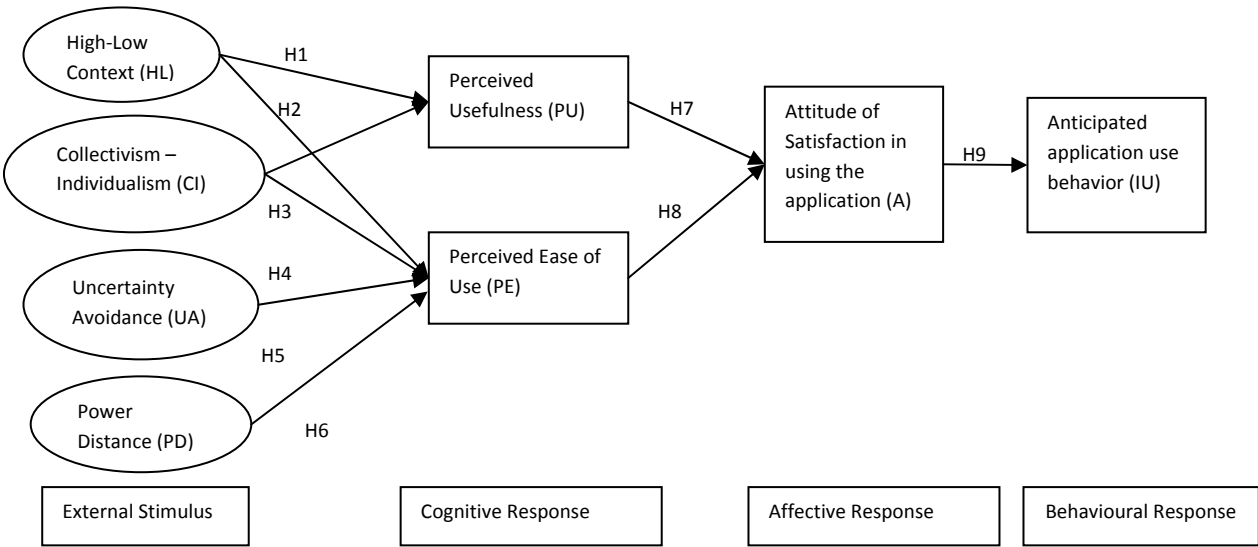 High-Low
Context (HL)
H1
H2
Collectivism –
Individualism (CI)
H3
Uncertainty
Avoidance (UA)
H4
Power
Distance (PD)
H5
H6
Perceived
Usefulness (PU)
Perceived Ease of
Use (PE)
H7
H8
Attitude of
Satisfaction in
using the
application (A)
H9
Anticipated
application use
behavior (IU)
External Stimulus
Cognitive Response
Affective Response
Behavioural Response